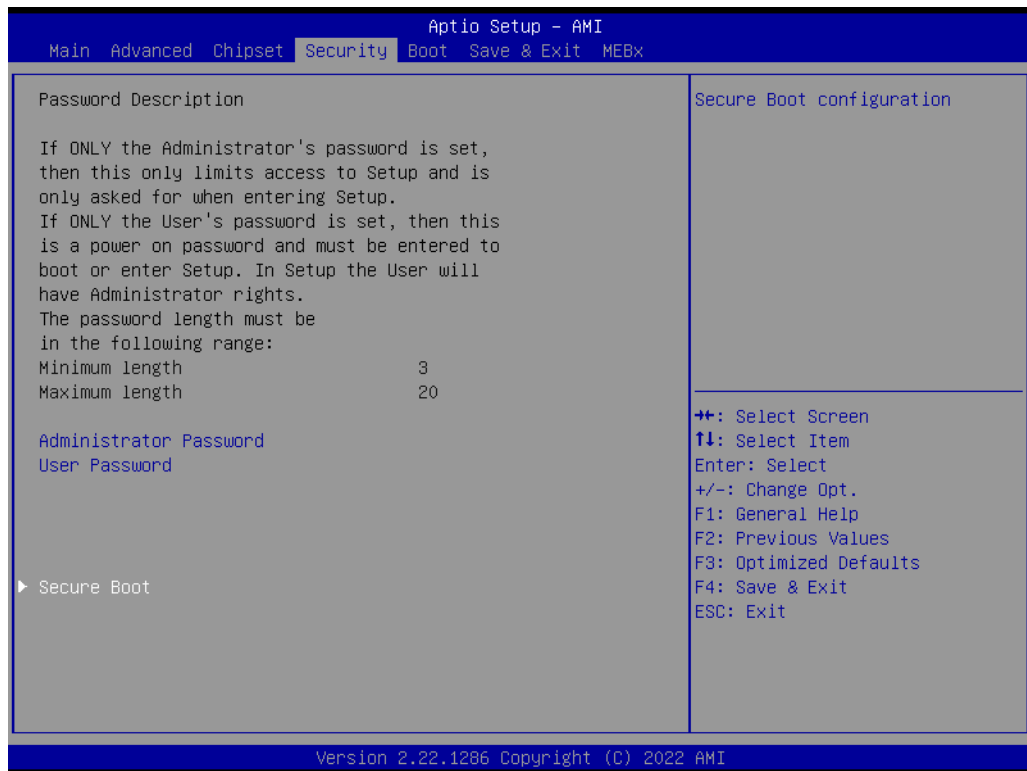 Aptio Setup – AMI
Main Advanced Chipset Security Boot Save & Exit MEBx
Password Description
If ONLY the Administrator's password is set,
then this only limits access to Setup and is
only asked for when entering Setup.
If ONLY the User's password is set, then this
is a power on password and must be entered to
boot or enter Setup. In Setup the User will
have Administrator rights.
The password length must be
in the following range:
Minimum length 3
Maximum length 20
Administrator Password
User Password
▶ Secure Boot
Secure Boot configuration
→←: Select Screen
↑↓: Select Item
Enter: Select
+/-: Change Opt.
F1: General Help
F2: Previous Values
F3: Optimized Defaults
F4: Save & Exit
ESC: Exit
Version 2.22.1286 Copyright (C) 2022 AMI